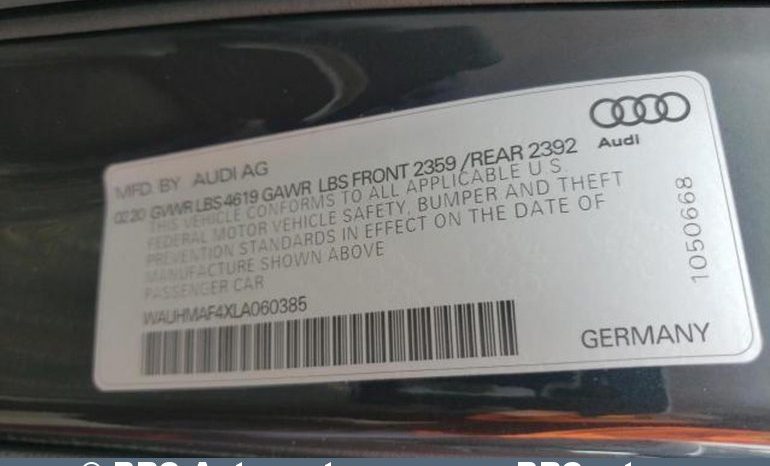 MFD. BY AUDI AG
02 20 GVWR LBS 4619 GAWR LBS FRONT 2359 /REAR 2392
THIS VEHICLE CONFORMS TO ALL APPLICABLE U S
FEDERAL MOTOR VEHICLE SAFETY, BUMPER AND THEFT
PREVENTION STANDARDS IN EFFECT ON THE DATE OF
MANUFACTURE SHOWN ABOVE
PASSENGER CAR
WAUHMAF4XLA060385
Audi
1050668
GERMANY